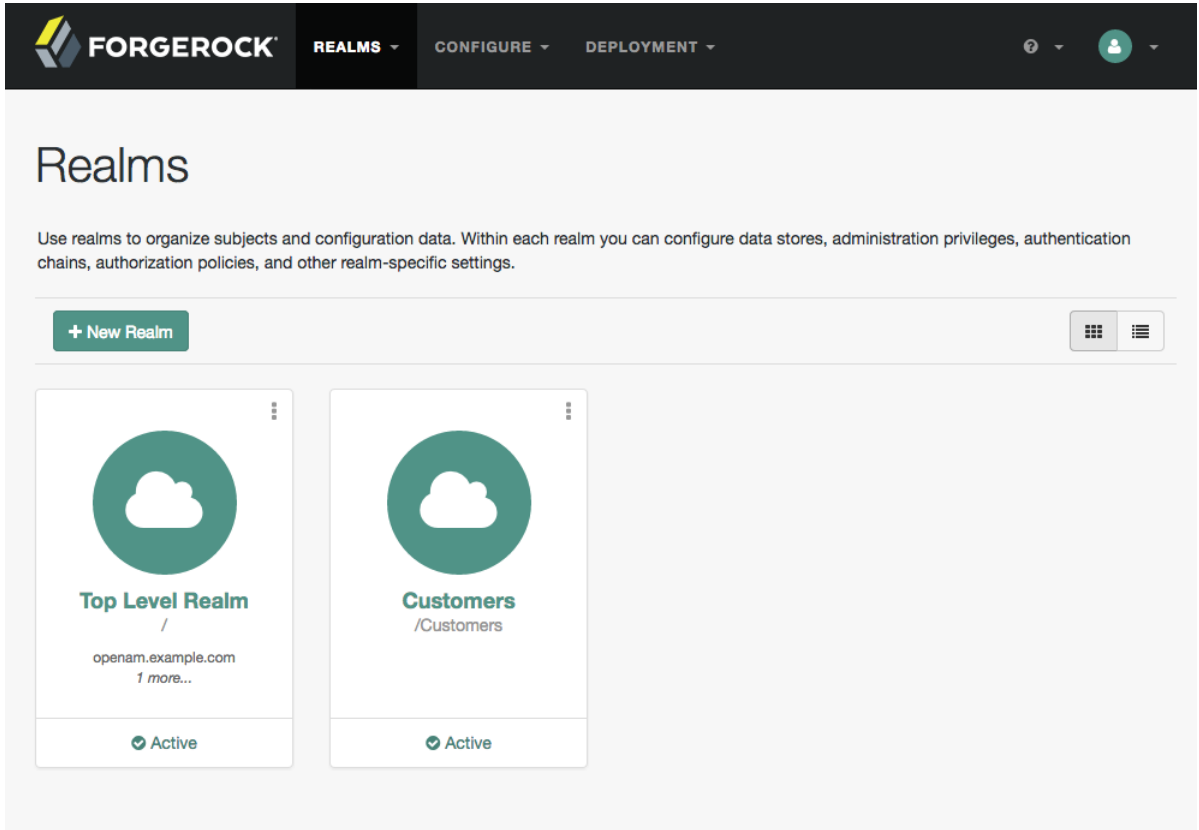 FORGEROCK
REALMS
CONFIGURE
DEPLOYMENT
Realms
Use realms to organize subjects and configuration data. Within each realm you can configure data stores, administration privileges, authentication
chains, authorization policies, and other realm-specific settings.
+ New Realm
Top Level Realm
/
openam.example.com
1 more...
Active
Customers
/Customers
Active